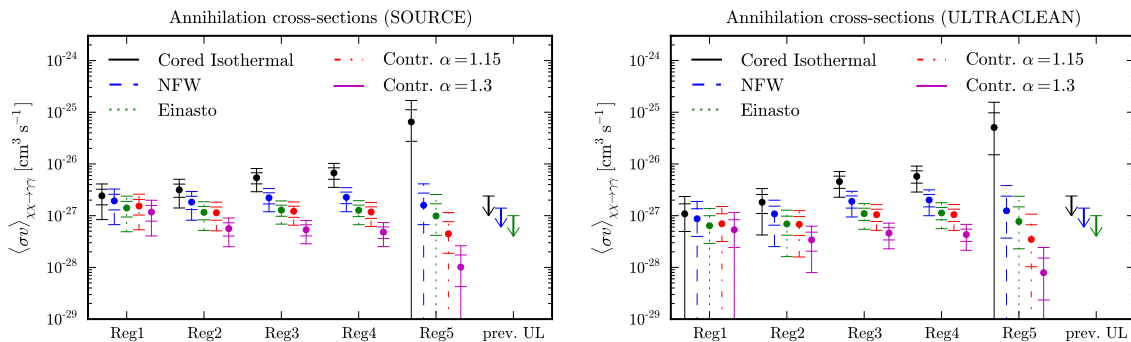 Annihilation cross-sections (SOURCE)
⟨σv⟩χχ→γγ [cm³ s⁻¹]
10⁻²⁴
10⁻²⁵
10⁻²⁶
10⁻²⁷
10⁻²⁸
10⁻²⁹
Cored Isothermal
NFW
Einasto
Contr. α=1.15
Contr. α=1.3
Reg1 Reg2 Reg3 Reg4 Reg5 prev. UL
Annihilation cross-sections (ULTRACLEAN)
⟨σv⟩χχ→γγ [cm³ s⁻¹]
10⁻²⁴
10⁻²⁵
10⁻²⁶
10⁻²⁷
10⁻²⁸
10⁻²⁹
Cored Isothermal
NFW
Einasto
Contr. α=1.15
Contr. α=1.3
Reg1 Reg2 Reg3 Reg4 Reg5 prev. UL